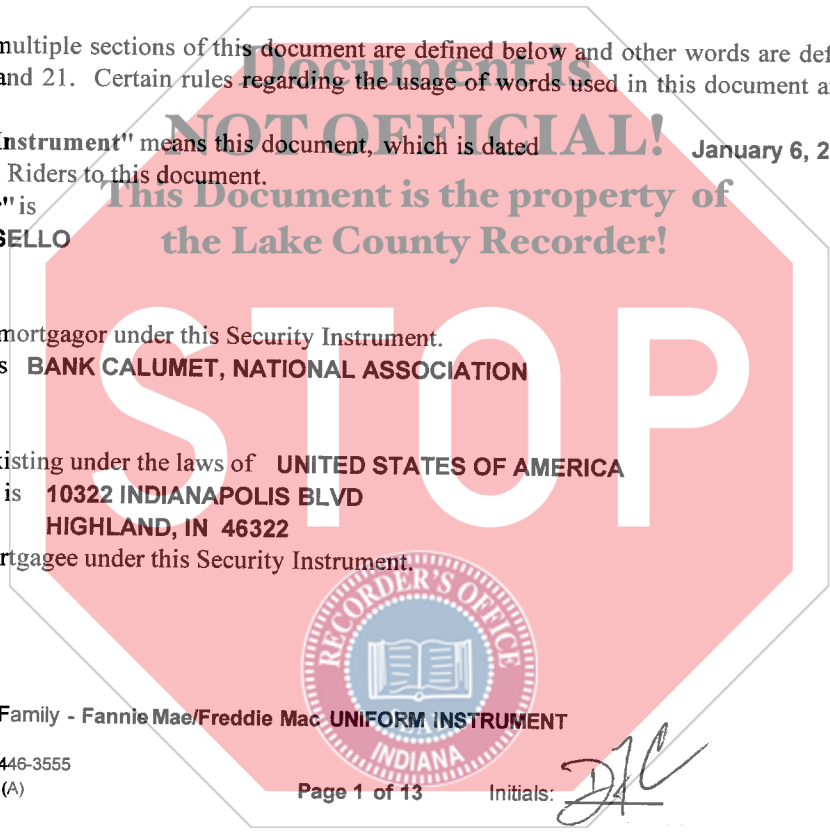 multiple sections of this document are defined below and other words are def
and 21. Certain rules regarding the usage of words used in this document a
Document is
NOT OFFICIAL!
This Document is the property of
the Lake County Recorder!
Instrument" means this document, which is dated January 6, 2
Riders to this document.
" is
SELLO
STOP
mortgagor under this Security Instrument.
s BANK CALUMET, NATIONAL ASSOCIATION
isting under the laws of UNITED STATES OF AMERICA
is 10322 INDIANAPOLIS BLVD
HIGHLAND, IN 46322
rtgagee under this Security Instrument.
RECORDER'S OFFICE
INDIANA
Family - Fannie Mae/Freddie Mac UNIFORM INSTRUMENT
446-3555
(A)
Page 1 of 13 Initials: DFC